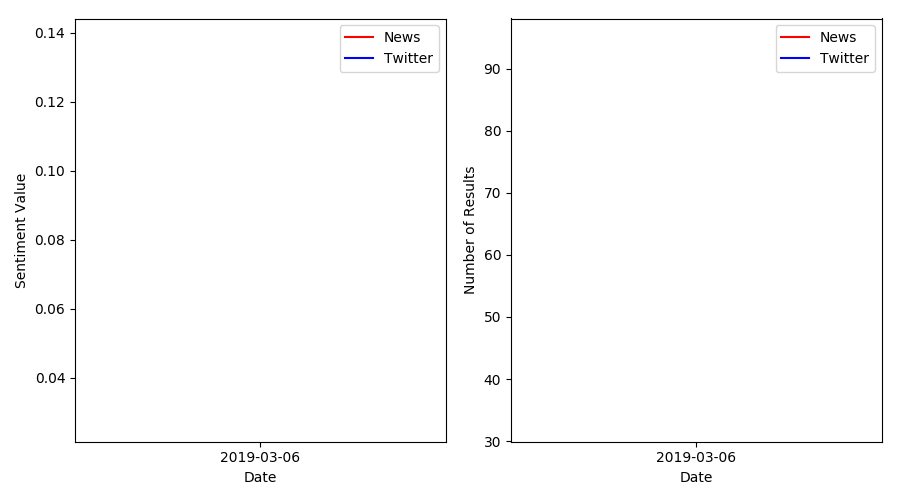 0.14
0.12
0.10
0.08
0.06
0.04
Sentiment Value
2019-03-06
Date
News
Twitter
90
80
70
60
50
40
30
Number of Results
2019-03-06
Date
News
Twitter